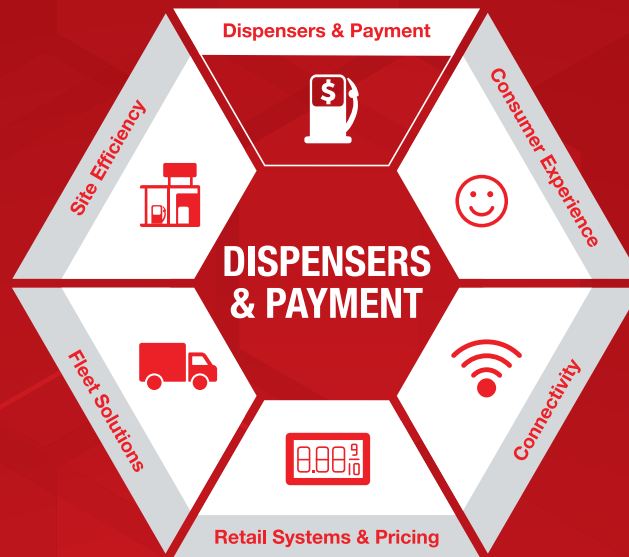 Dispensers & Payment
$
Site Efficiency
Consumer Experience
DISPENSERS
& PAYMENT
Fleet Solutions
Connectivity
8.88 9/10
Retail Systems & Pricing